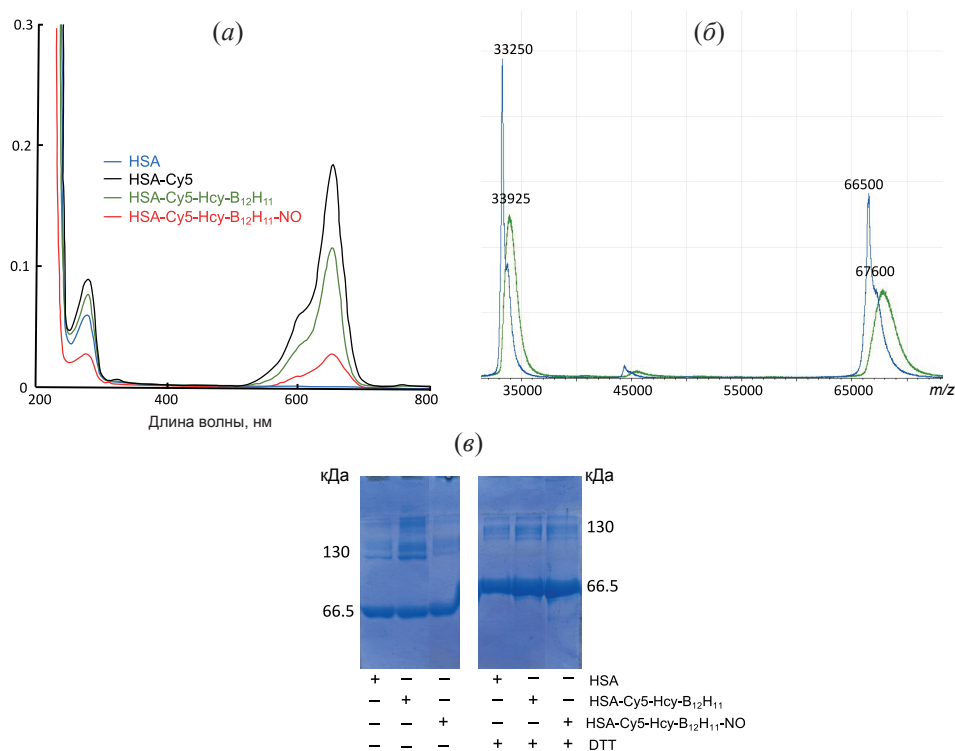 (а)
0.3
0.2
0.1
0
HSA
HSA-Cy5
HSA-Cy5-Hcy-B₁₂H₁₁
HSA-Cy5-Hcy-B₁₂H₁₁-NO
200 400 600 800
Длина волны, нм
(б)
33250
33925
66500
67600
35000 45000 55000 65000 m/z
(в)
кДа кДа
130 130
66.5 66.5
+ – – + – – HSA
– + – – + – HSA-Cy5-Hcy-B₁₂H₁₁
– – + – – + HSA-Cy5-Hcy-B₁₂H₁₁-NO
– – – + + + DTT